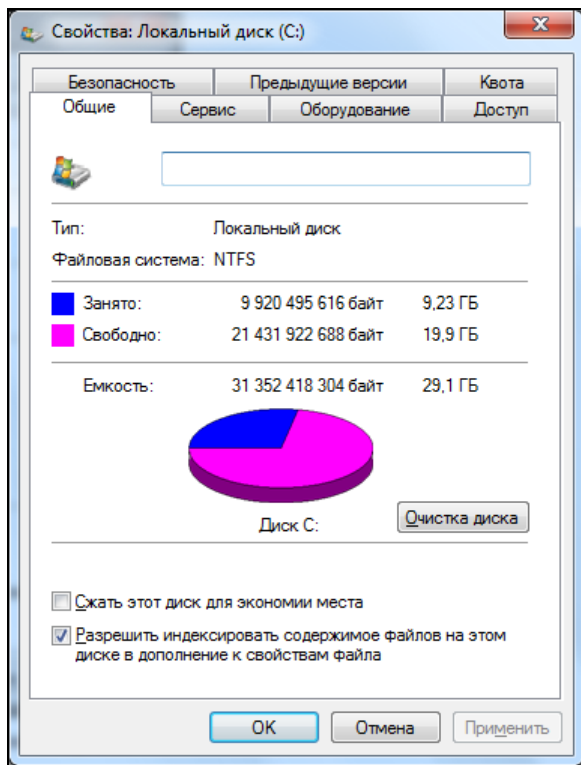 Свойства: Локальный диск (C:)
Безопасность Предыдущие версии Квота
Общие Сервис Оборудование Доступ
Тип: Локальный диск
Файловая система: NTFS
Занято: 9 920 495 616 байт 9,23 ГБ
Свободно: 21 431 922 688 байт 19,9 ГБ
Емкость: 31 352 418 304 байт 29,1 ГБ
Диск C: Очистка диска
Сжать этот диск для экономии места
Разрешить индексировать содержимое файлов на этом
диске в дополнение к свойствам файла
OK Отмена Применить